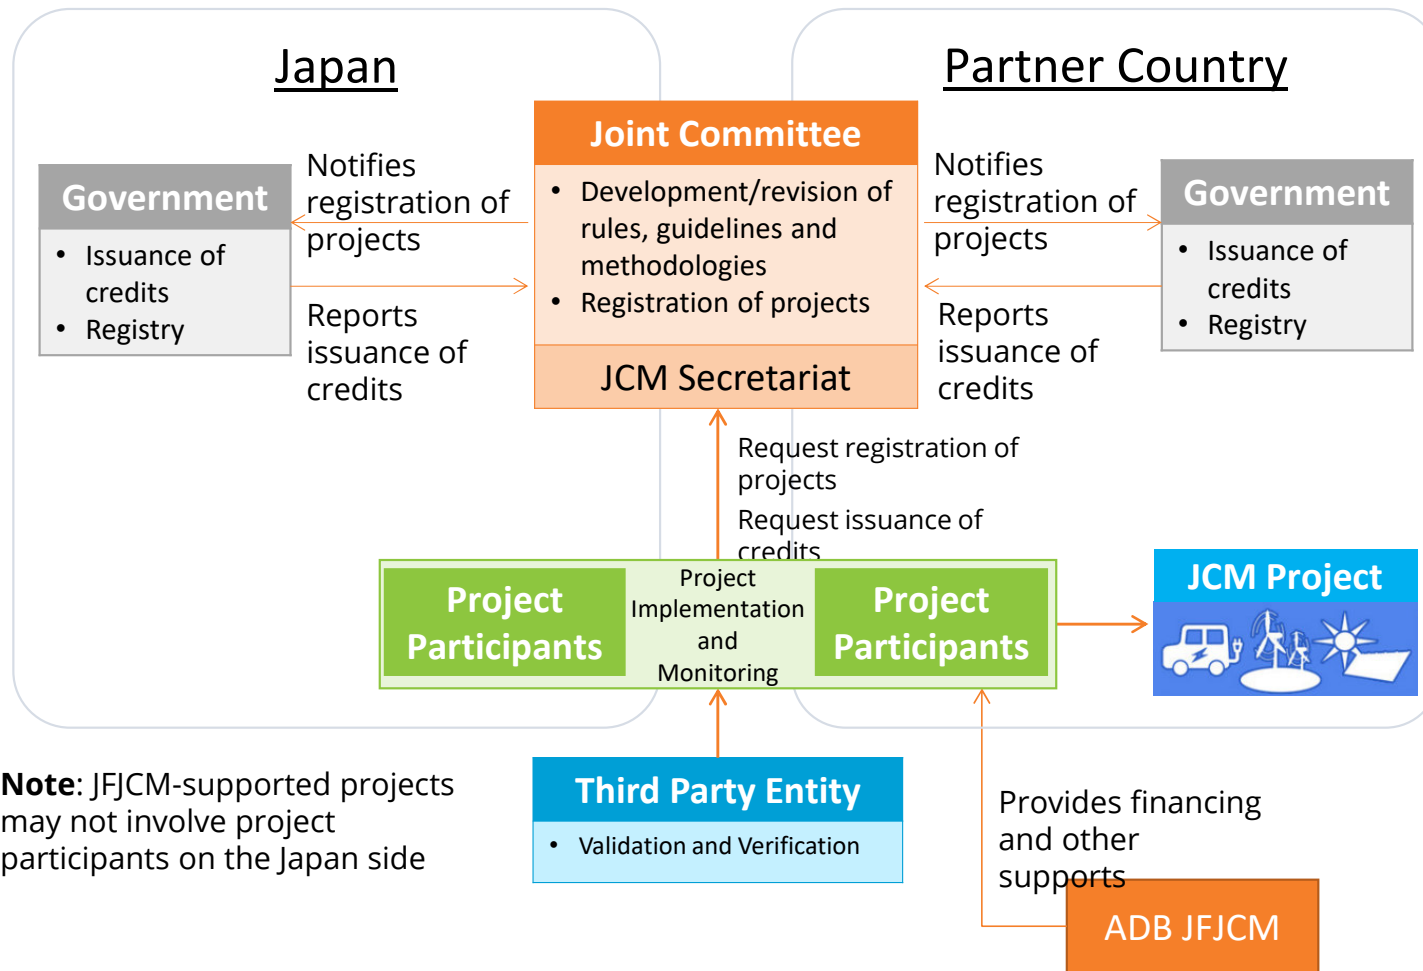 Japan
Partner Country
Joint Committee
• Development/revision of
rules, guidelines and
methodologies
• Registration of projects
JCM Secretariat
Government
• Issuance of
credits
• Registry
Notifies
registration of
projects
Reports
issuance of
credits
Notifies
registration of
projects
Reports
issuance of
credits
Government
• Issuance of
credits
• Registry
Request registration of
projects
Request issuance of
credits
Project
Participants
Project
Implementation
and
Monitoring
Project
Participants
JCM Project
Third Party Entity
• Validation and Verification
Note: JFJCM-supported projects
may not involve project
participants on the Japan side
Provides financing
and other
supports
ADB JFJCM